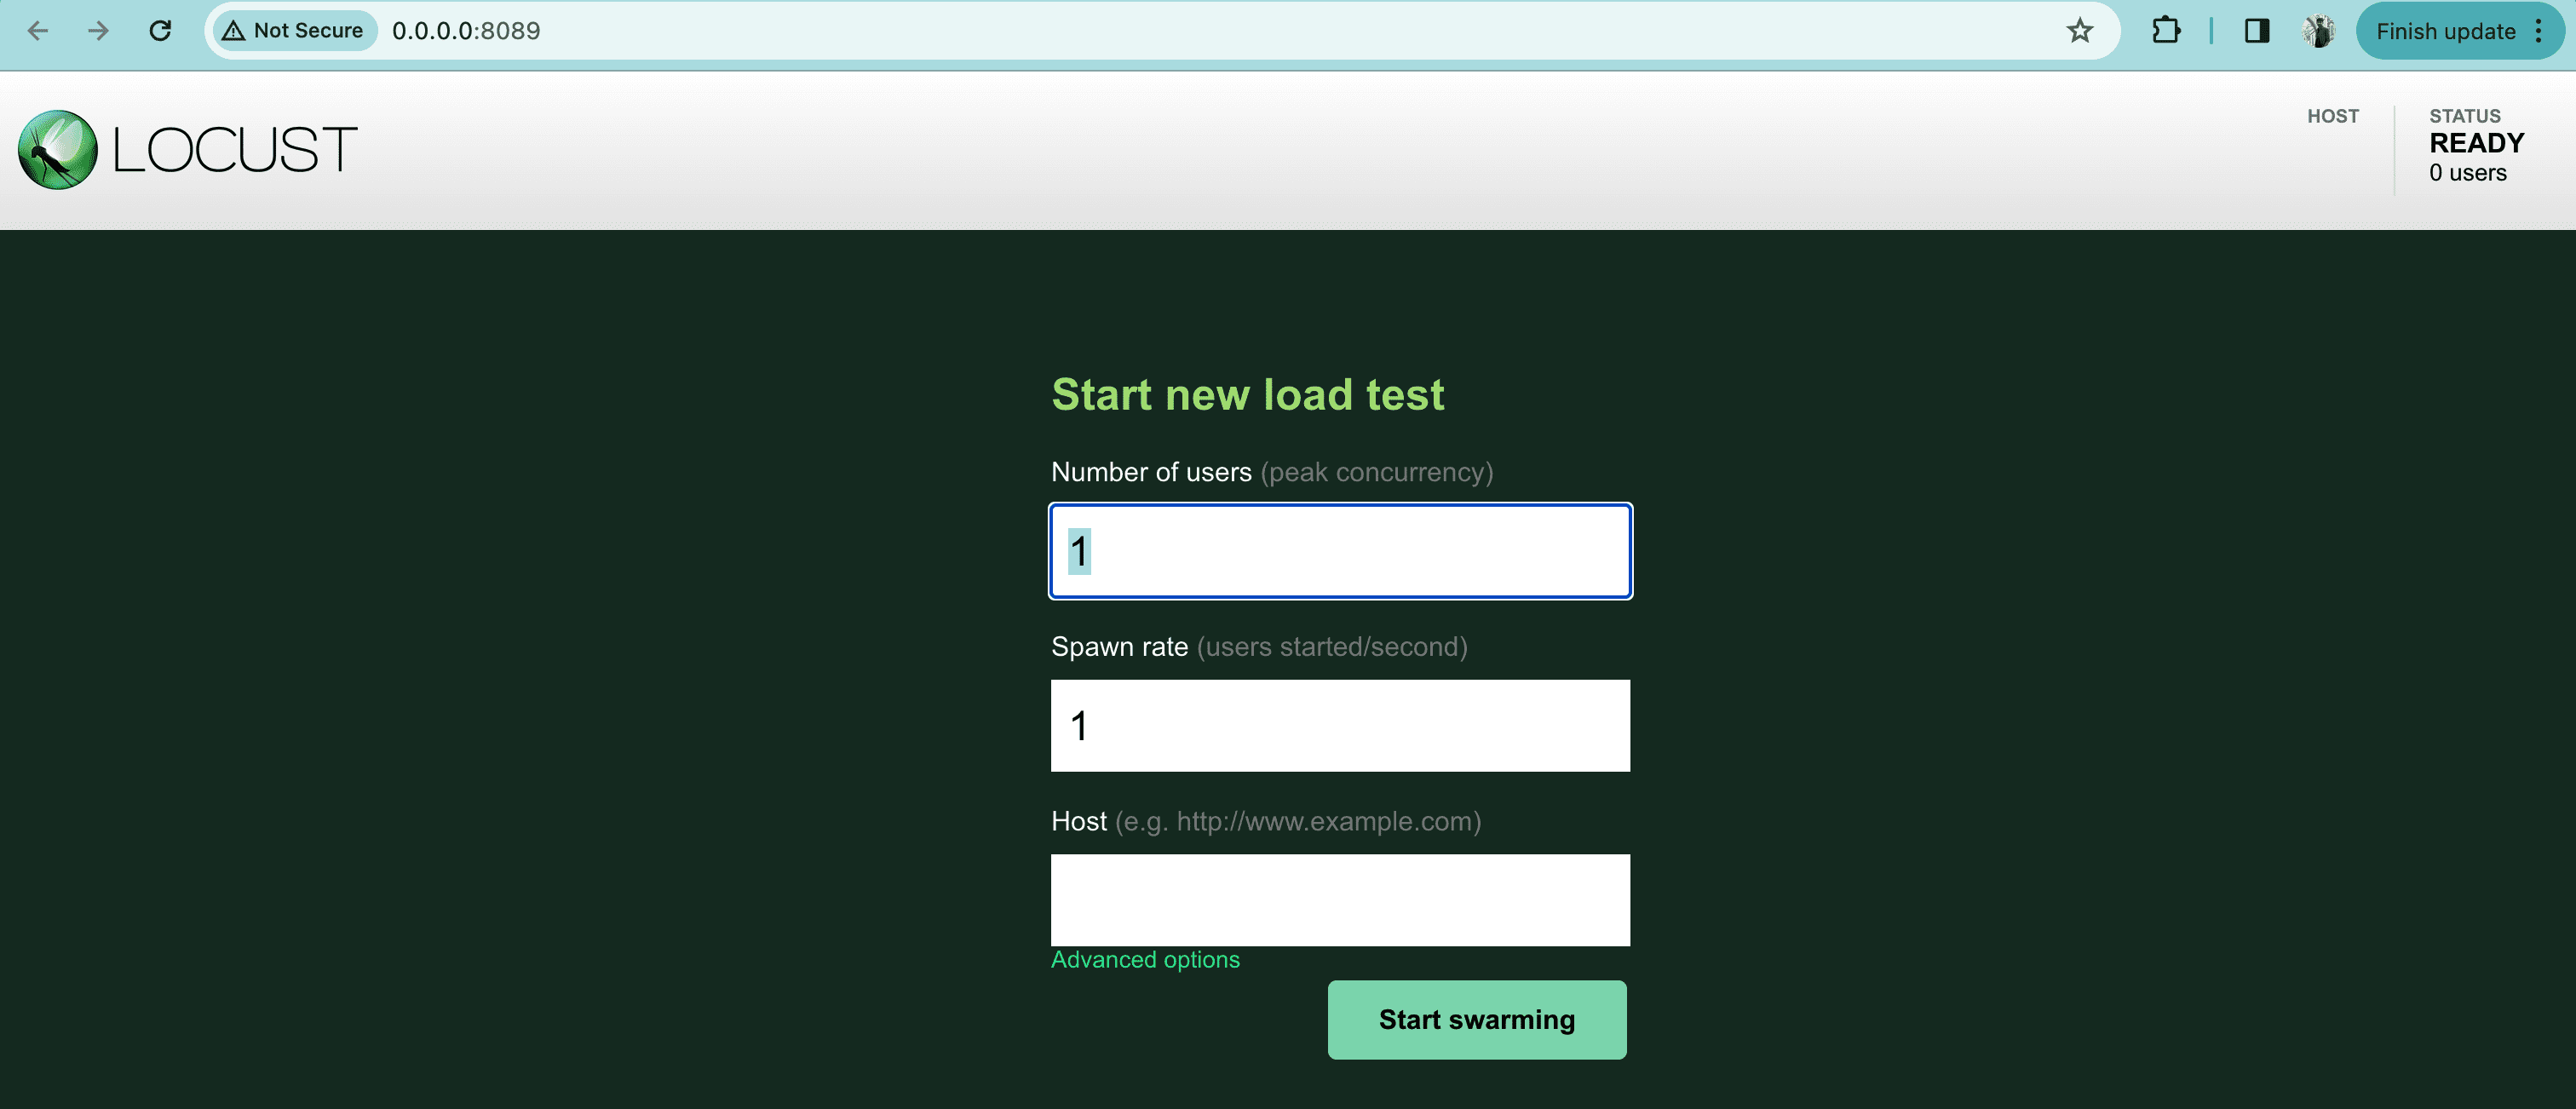 Not Secure 0.0.0.0:8089 Finish update
LOCUST
HOST
STATUS
READY
0 users
Start new load test
Number of users (peak concurrency)
1
Spawn rate (users started/second)
1
Host (e.g. http://www.example.com)
Advanced options
Start swarming